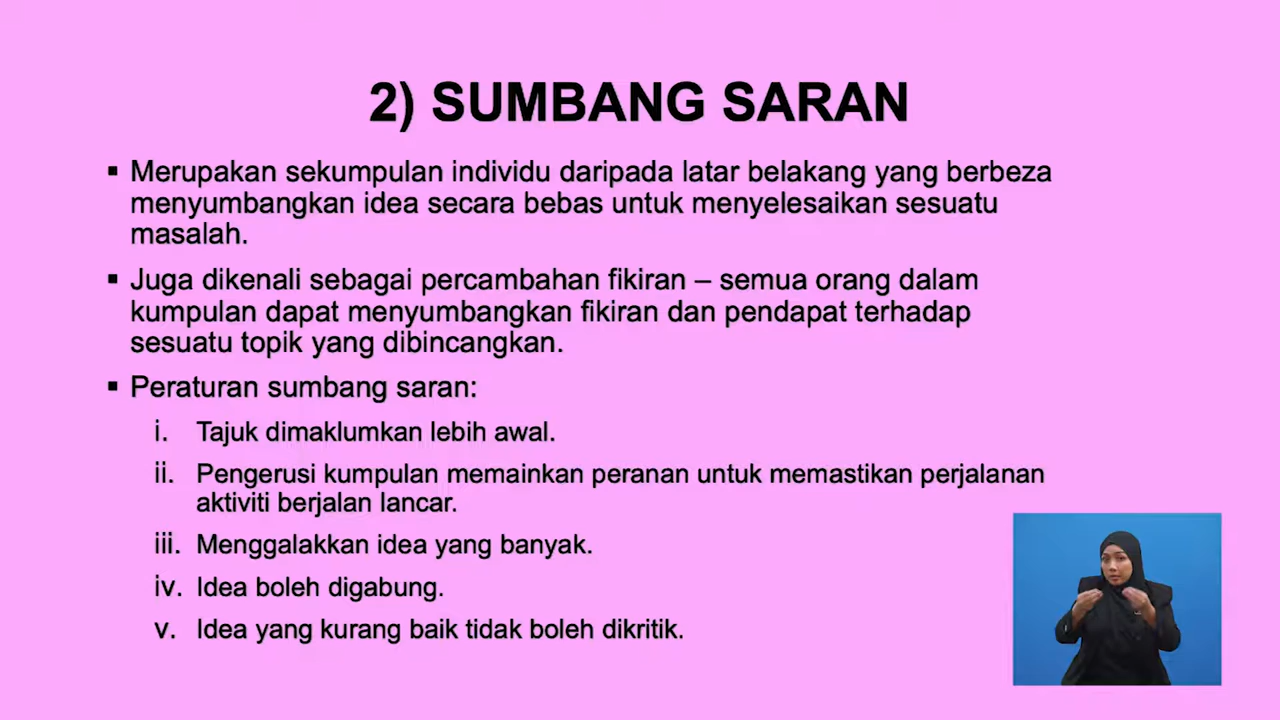 2) SUMBANG SARAN
▪ Merupakan sekumpulan individu daripada latar belakang yang berbeza
menyumbangkan idea secara bebas untuk menyelesaikan sesuatu
masalah.
▪ Juga dikenali sebagai percambahan fikiran – semua orang dalam
kumpulan dapat menyumbangkan fikiran dan pendapat terhadap
sesuatu topik yang dibincangkan.
▪ Peraturan sumbang saran:
i. Tajuk dimaklumkan lebih awal.
ii. Pengerusi kumpulan memainkan peranan untuk memastikan perjalanan
aktiviti berjalan lancar.
iii. Menggalakkan idea yang banyak.
iv. Idea boleh digabung.
v. Idea yang kurang baik tidak boleh dikritik.